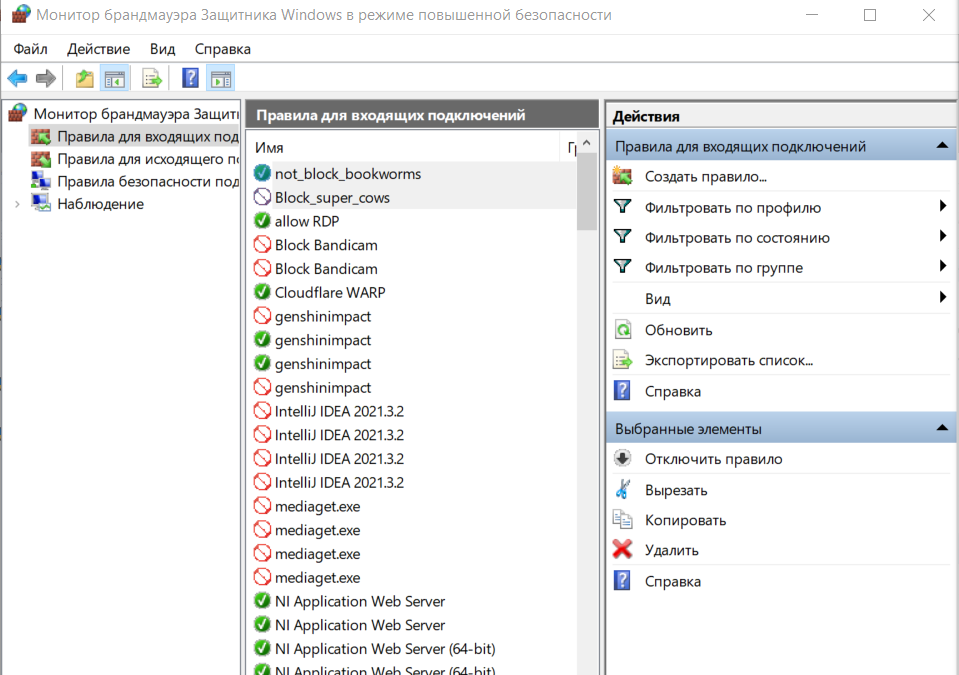 Монитор брандмауэра Защитника Windows в режиме повышенной безопасности
Файл Действие Вид Справка
Монитор брандмауэра Защит
Правила для входящих под
Правила для исходящего п
Правила безопасности под
Наблюдение
Правила для входящих подключений
Имя
not_block_bookworms
Block_super_cows
allow RDP
Block Bandicam
Block Bandicam
Cloudflare WARP
genshinimpact
genshinimpact
genshinimpact
genshinimpact
IntelliJ IDEA 2021.3.2
IntelliJ IDEA 2021.3.2
IntelliJ IDEA 2021.3.2
IntelliJ IDEA 2021.3.2
mediaget.exe
mediaget.exe
mediaget.exe
mediaget.exe
NI Application Web Server
NI Application Web Server
NI Application Web Server (64-bit)
NI Application Web Server (64-bit)
Действия
Правила для входящих подключений
Создать правило...
Фильтровать по профилю
Фильтровать по состоянию
Фильтровать по группе
Вид
Обновить
Экспортировать список...
Справка
Выбранные элементы
Отключить правило
Вырезать
Копировать
Удалить
Справка